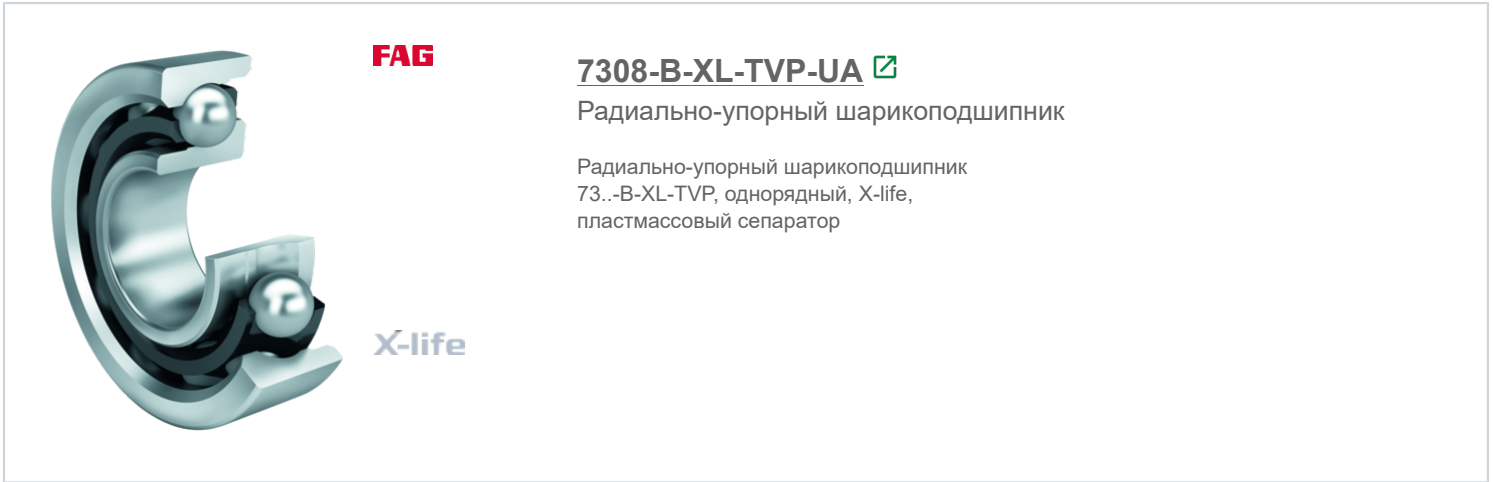 FAG
7308-B-XL-TVP-UA
Радиально-упорный шарикоподшипник
Радиально-упорный шарикоподшипник
73..-B-XL-TVP, однорядный, X-life,
пластмассовый сепаратор
X-life